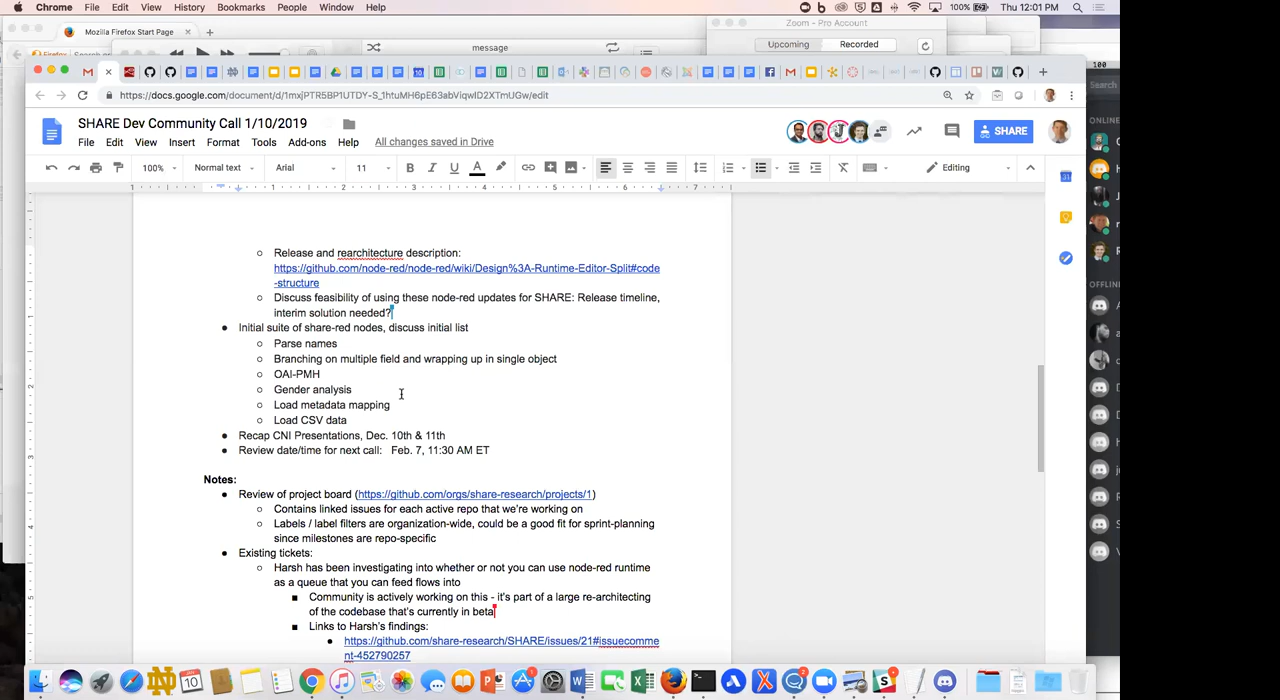 Chrome File Edit View History Bookmarks People Window Help 100% Thu 12:01 PM
Zoom - Pro Account
Mozilla Firefox Start Page
message
Upcoming Recorded
100
Search
https://docs.google.com/document/d/1mxjPTR5BP1UTDY-S_1htuMH6pE63abViqwID2XTmUGw/edit
SHARE Dev Community Call 1/10/2019
SHARE
File Edit View Insert Format Tools Add-ons Help All changes saved in Drive
100% Normal text Arial 11 Editing
ONLINE
OFFLINE
Release and rearchitecture description:
https://github.com/node-red/node-red/wiki/Design%3A-Runtime-Editor-Split#code
-structure
Discuss feasibility of using these node-red updates for SHARE: Release timeline,
interim solution needed?
Initial suite of share-red nodes, discuss initial list
Parse names
Branching on multiple field and wrapping up in single object
OAI-PMH
Gender analysis
Load metadata mapping
Load CSV data
Recap CNI Presentations, Dec. 10th & 11th
Review date/time for next call: Feb. 7, 11:30 AM ET
Notes:
Review of project board (https://github.com/orgs/share-research/projects/1)
Contains linked issues for each active repo that we're working on
Labels / label filters are organization-wide, could be a good fit for sprint-planning
since milestones are repo-specific
Existing tickets:
Harsh has been investigating into whether or not you can use node-red runtime
as a queue that you can feed flows into
Community is actively working on this - it's part of a large re-architecting
of the codebase that's currently in beta
Links to Harsh's findings:
https://github.com/share-research/SHARE/issues/21#issuecomme
nt-452790257